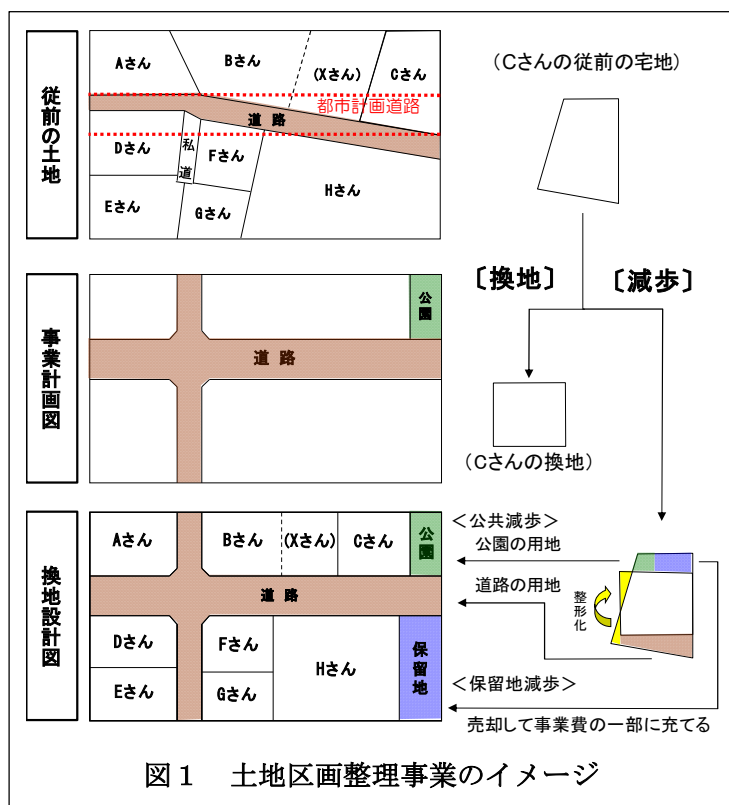 従前の土地
Aさん
Bさん
(Xさん)
Cさん
都市計画道路
道 路
Dさん
私道
Fさん
Eさん
Gさん
Hさん
(Cさんの従前の宅地)
〔換地〕
〔減歩〕
(Cさんの換地)
事業計画図
公園
道 路
換地設計図
Aさん
Bさん
(Xさん)
Cさん
公園
道 路
Dさん
Fさん
Eさん
Gさん
Hさん
保留地
<公共減歩>
公園の用地
道路の用地
整形化
<保留地減歩>
売却して事業費の一部に充てる
図1 土地区画整理事業のイメージ